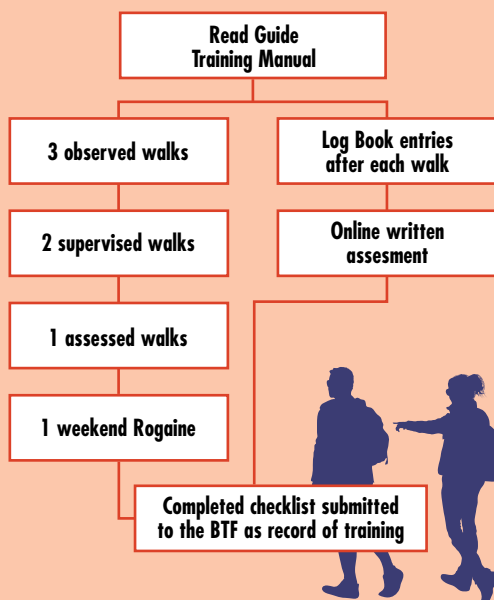 Read Guide
Training Manual
3 observed walks
Log Book entries
after each walk
2 supervised walks
Online written
assesment
1 assessed walks
1 weekend Rogaine
Completed checklist submitted
to the BTF as record of training